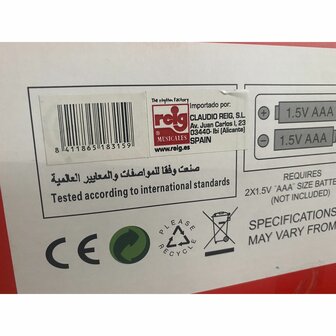 The rhythm Factory
reig
MUSICALES
www.reig.es
Importado por:
CLAUDIO REIG, S.L.
Av. Juan Carlos I, 23
03440- Ibi (Alicante)
SPAIN
8 411865 183159
صنعت وفقا للمواصفات والمعايير العالمية
Tested according to international standards
1.5V AAA
1.5V AAA
REQUIRES
2X1.5V "AAA" SIZE BATTE
(NOT INCLUDED)
SPECIFICATIONS
MAY VARY FROM
CE
PLEASE
RECYCLE